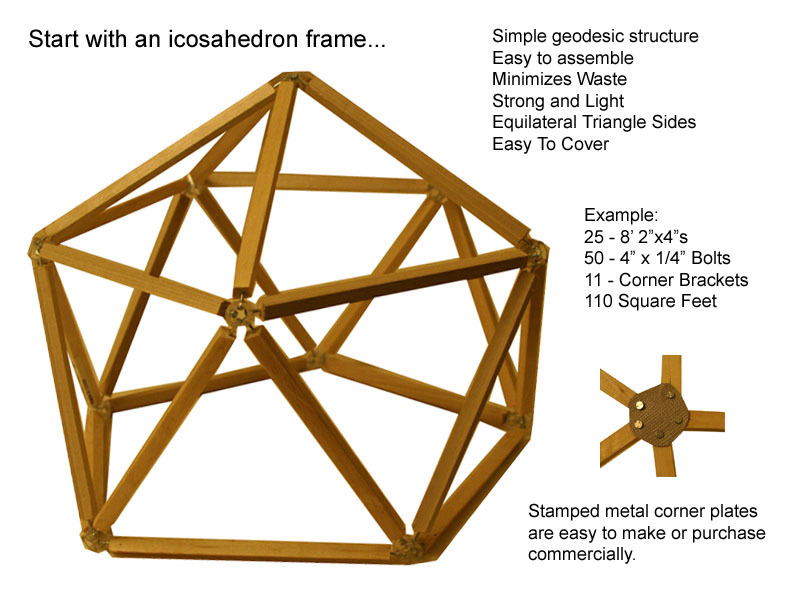 Start with an icosahedron frame...
Simple geodesic structure
Easy to assemble
Minimizes Waste
Strong and Light
Equilateral Triangle Sides
Easy To Cover
Example:
25 - 8’ 2”x4”s
50 - 4” x 1/4” Bolts
11 - Corner Brackets
110 Square Feet
Stamped metal corner plates
are easy to make or purchase
commercially.